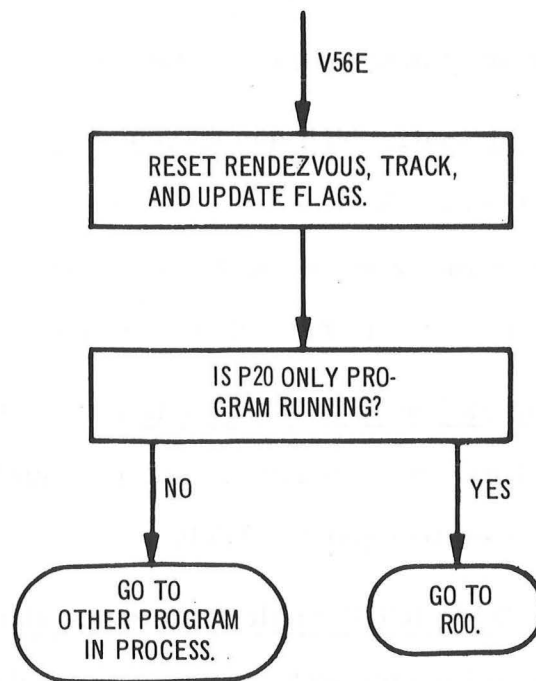 V56E
RESET RENDEZVOUS, TRACK,
AND UPDATE FLAGS.
IS P20 ONLY PRO-
GRAM RUNNING?
NO
YES
GO TO
OTHER PROGRAM
IN PROCESS.
GO TO
R00.